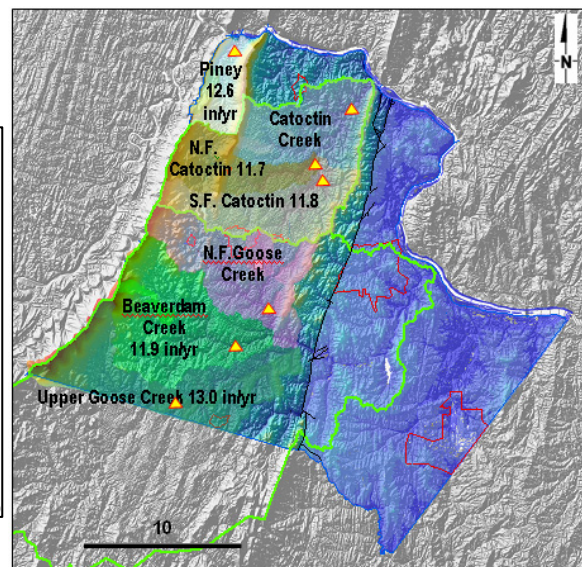 N
Piney
12.6
in/yr
Catoctin
Creek
N.F.
Catoctin 11.7
S.F. Catoctin 11.8
N.F.Goose
Creek
Beaverdam
Creek
11.9 in/yr
Upper Goose Creek 13.0 in/yr
10